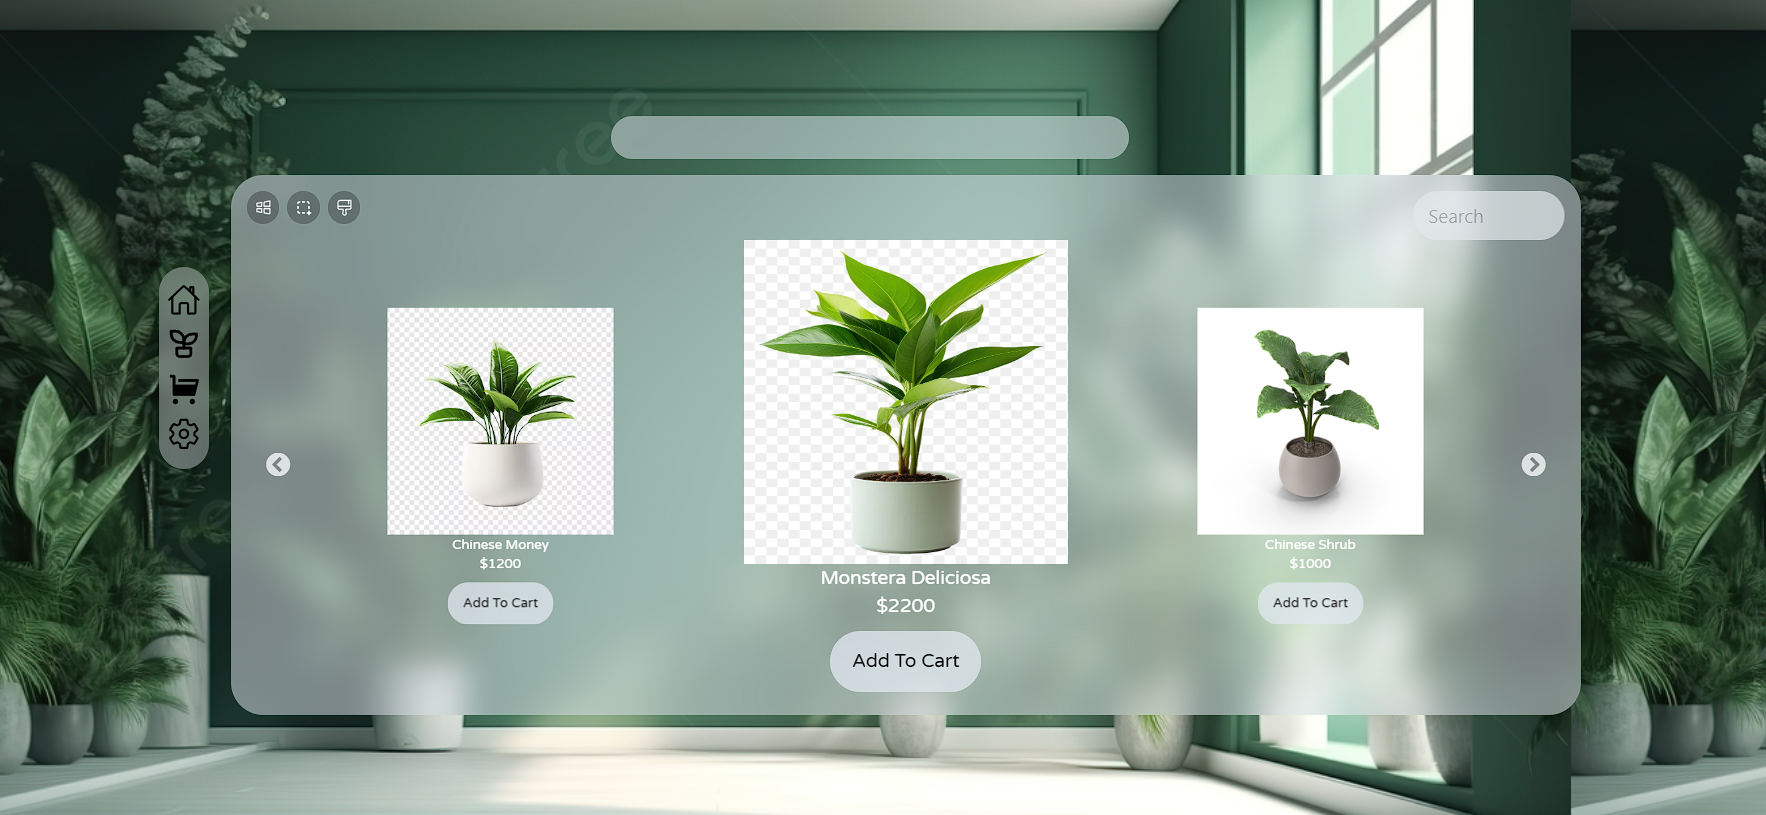 Search
Chinese Money
$1200
Add To Cart
Monstera Deliciosa
$2200
Add To Cart
Chinese Shrub
$1000
Add To Cart